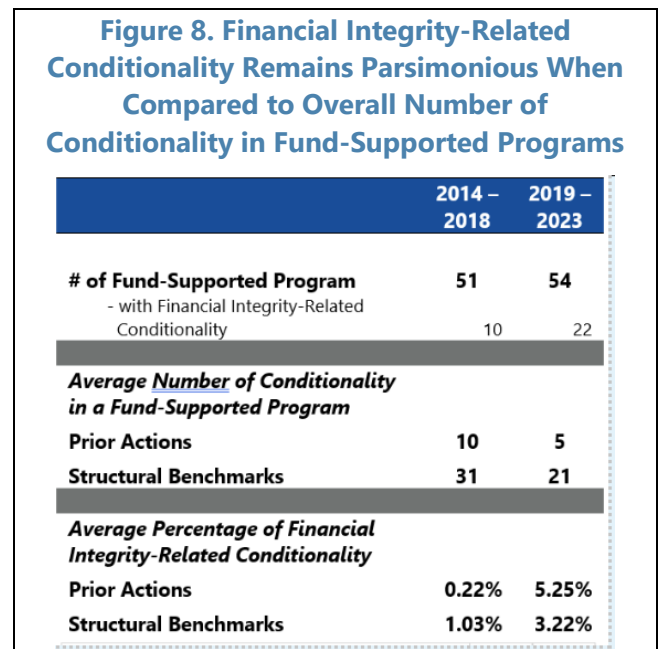 Figure 8. Financial Integrity-Related
Conditionality Remains Parsimonious When
Compared to Overall Number of
Conditionality in Fund-Supported Programs
2014 – 2019 –
2018 2023
# of Fund-Supported Program 51 54
- with Financial Integrity-Related
Conditionality 10 22
Average Number of Conditionality
in a Fund-Supported Program
Prior Actions 10 5
Structural Benchmarks 31 21
Average Percentage of Financial
Integrity-Related Conditionality
Prior Actions 0.22% 5.25%
Structural Benchmarks 1.03% 3.22%